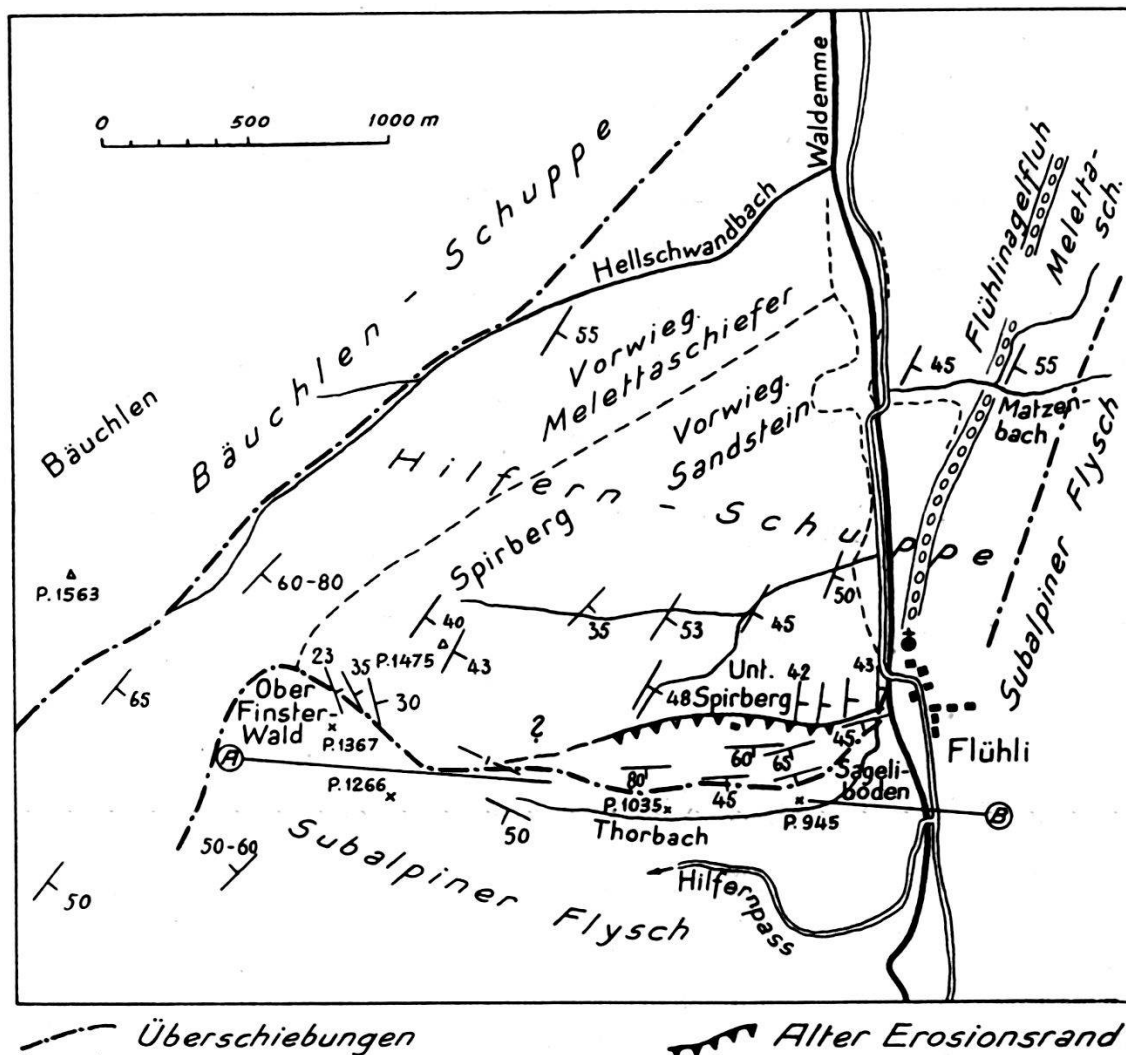 0 500 1000 m
Waldemme
Bäuchlen - Schuppe
Hellschwandbach
Flühlinagelfluh
Meletta-
sch.
55
Vorwieg.
Melettaschiefer
Vorwieg.
Sandstein
45
55
Matzen
bach
Bäuchlen
Hilfern - Schuppe
Subalpiner Flysch
Spirberg
P.1563
60-80
50
40
35
53
45
P.1475
43
23
35
30
65
Ober
Finster-
Wald
P.1367
48
Unt.
Spirberg
42
43
?
45
60
65
Flühli
A
80
45
Sageli-
boden
P.1266
P.1035
P.945
B
50
Thorbach
Subalpiner Flysch
50-60
50
Hilfernpass
Überschiebungen
Alter Erosionsrand